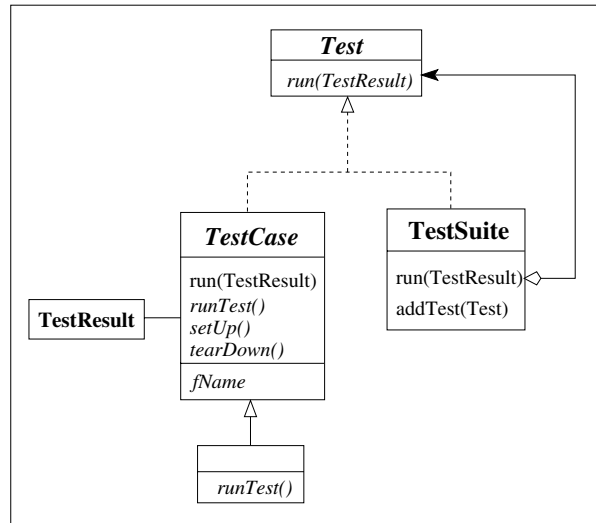 Test
run(TestResult)
TestCase
run(TestResult)
runTest()
setUp()
tearDown()
fName
TestSuite
run(TestResult)
addTest(Test)
TestResult
runTest()